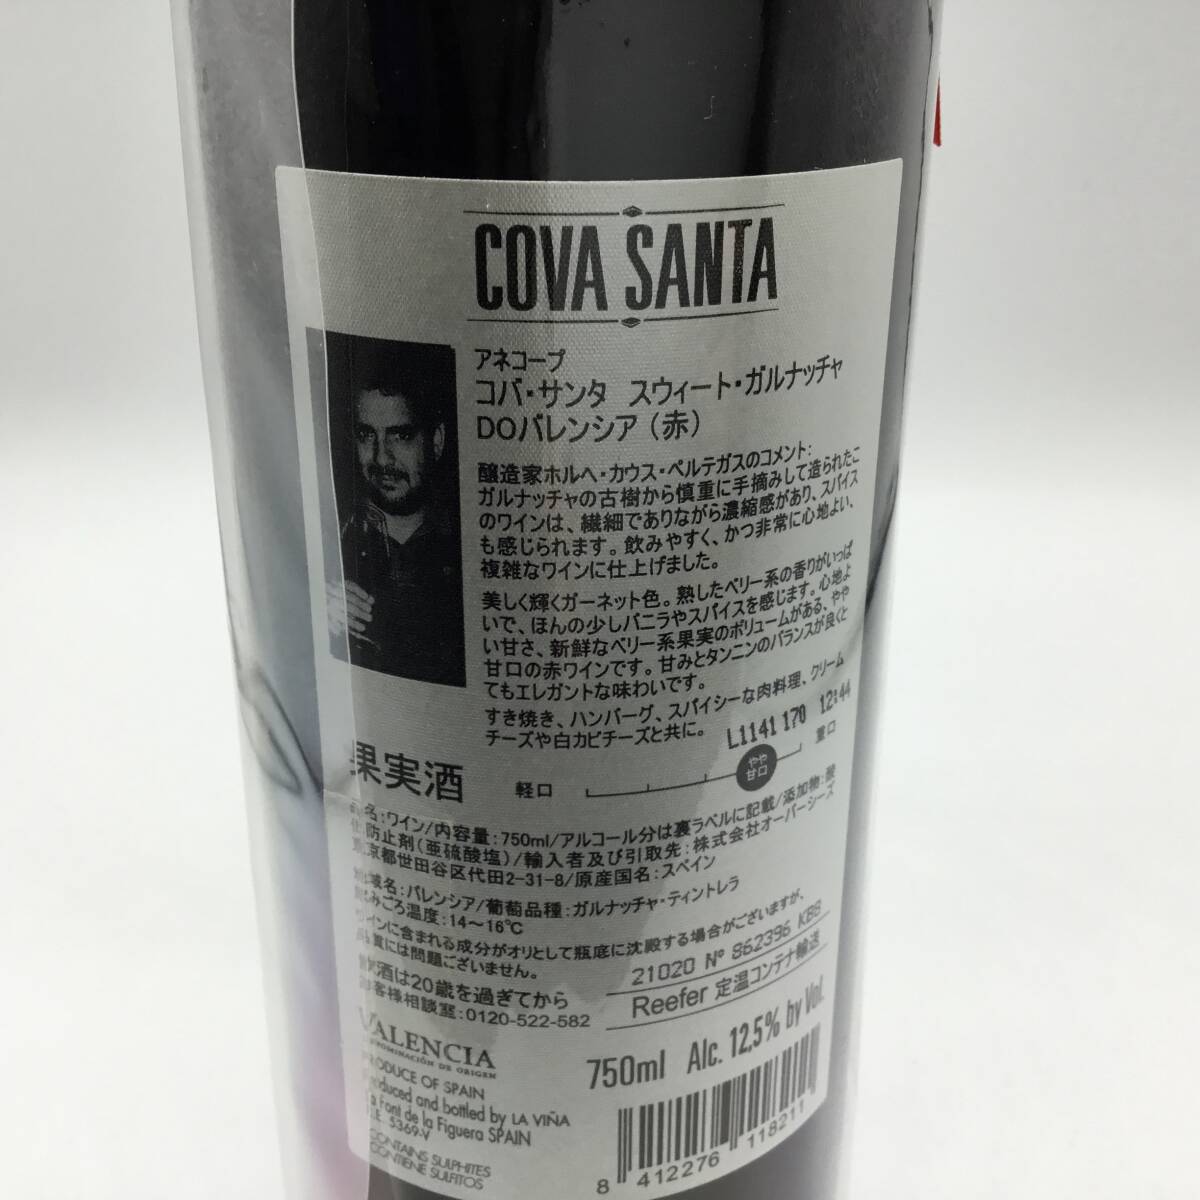 COVA SANTA
アネコープ
コバ・サンタ スウィート・ガルナッチャ
DOバレンシア（赤）
醸造家ホルヘ・カウス・ペルテガスのコメント：
ガルナッチャの古樹から慎重に手摘みして造られたこ
のワインは、繊細でありながら濃縮感があり、スパイス
も感じられます。飲みやすく、かつ非常に心地よい、
複雑なワインに仕上げました。
美しく輝くガーネット色。熟したベリー系の香りがいっぱ
いで、ほんの少しバニラやスパイスを感じます。心地よ
い甘さ、新鮮なベリー系果実のボリュームがある、やや
甘口の赤ワインです。甘みとタンニンのバランスが良くと
てもエレガントな味わいです。
すき焼き、ハンバーグ、スパイシーな肉料理、クリーム
チーズや白カビチーズと共に。
L1141 170 12:44
果実酒
軽口 やや甘口 重口
名：ワイン/内容量：750ml/アルコール分は裏ラベルに記載/添加物：酸
防止剤（亜硫酸塩）/輸入者及び引取先：株式会社オーバーシーズ
東京都世田谷区代田2-31-8/原産国名：スペイン
域名：バレンシア/葡萄品種：ガルナッチャ・ティントレラ
みごろ温度：14～16℃
ワインに含まれる成分がオリとして瓶底に沈殿する場合がございますが、
質には問題ございません。
21020 Nº 862396 KBB
飲酒は20歳を過ぎてから
Reefer 定温コンテナ輸送
お客様相談室：0120-522-582
VALENCIA
DENOMINACIÓN DE ORIGEN
750ml Alc. 12,5% by Vol.
PRODUCE OF SPAIN
Produced and bottled by LA VIÑA
La Font de la Figuera SPAIN
R.E. 5369-V
CONTAINS SULPHITES
CONTIENE SULFITOS
8 412276 118211